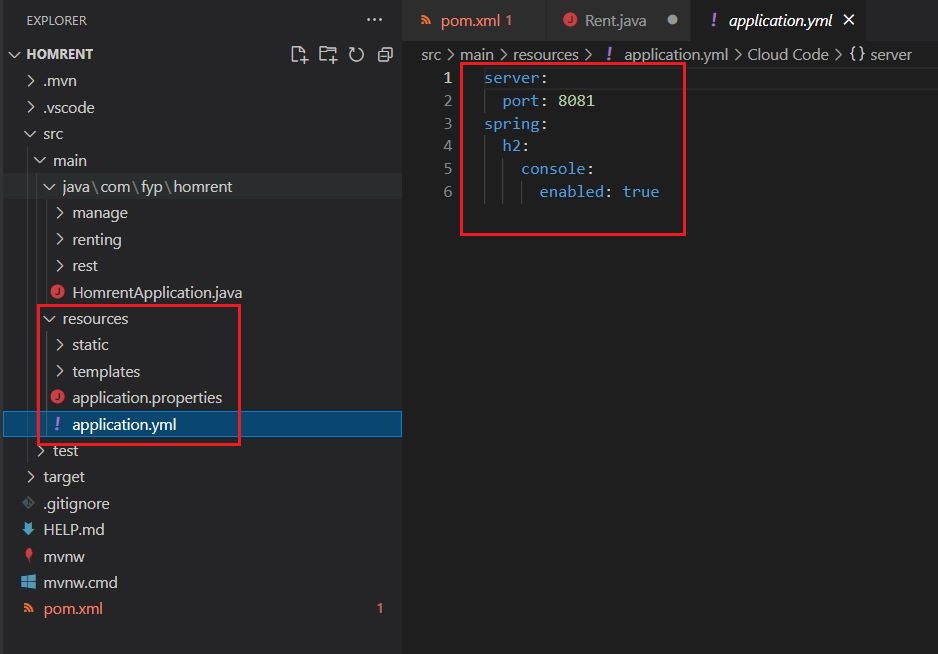 EXPLORER
HOMRENT
.mvn
.vscode
src
main
java\com\fyp\homrent
manage
renting
rest
HomrentApplication.java
resources
static
templates
application.properties
application.yml
test
target
.gitignore
HELP.md
mvnw
mvnw.cmd
pom.xml 1
pom.xml 1
Rent.java
application.yml
src > main > resources > ! application.yml > Cloud Code > {} server
1 server:
2 port: 8081
3 spring:
4 h2:
5 console:
6 enabled: true